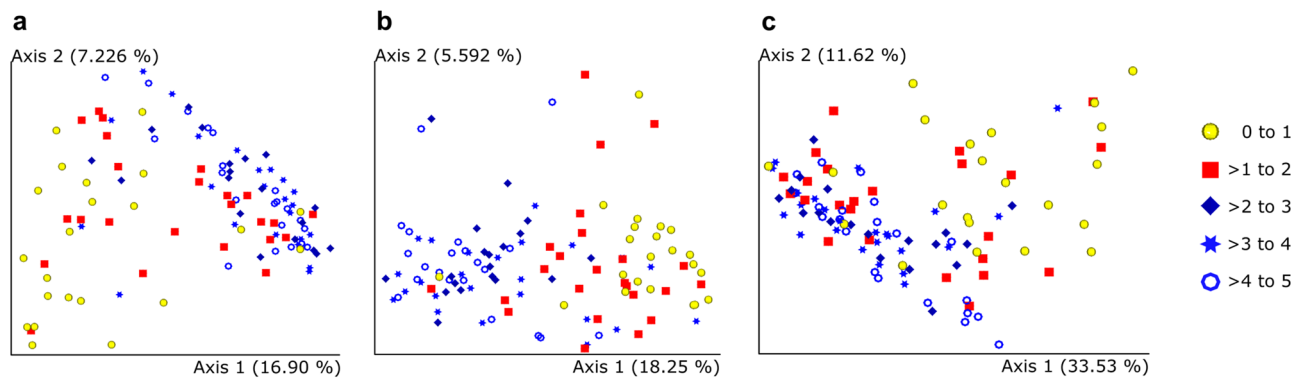 a
Axis 2 (7.226 %)
Axis 1 (16.90 %)
b
Axis 2 (5.592 %)
Axis 1 (18.25 %)
c
Axis 2 (11.62 %)
Axis 1 (33.53 %)
0 to 1
>1 to 2
>2 to 3
>3 to 4
>4 to 5